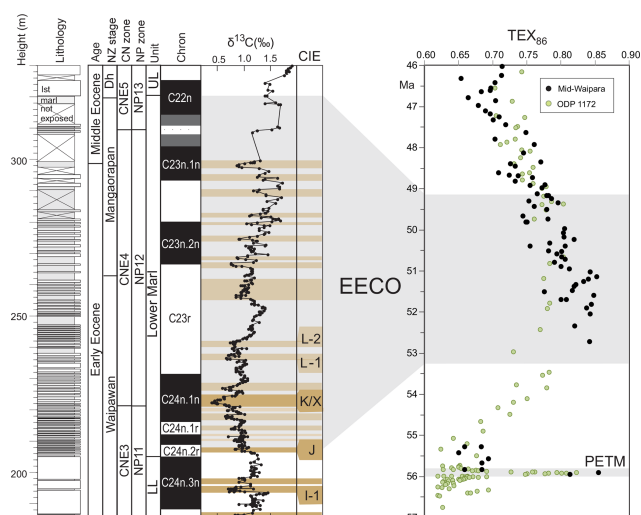 Height (m)
Lithology
Age
NZ stage
CN zone
NP zone
Unit
Chron
δ13C(‰)
0.5 1.0 1.5
CIE
lst
marl
not
exposed
300
250
200
Middle Eocene
Early Eocene
Dh
Mangaorapan
Waipawan
CNE5
CNE4
CNE3
NP13
NP12
NP11
UL
Lower Marl
LL
C22n
C23n.1n
C23n.2n
C23r
C24n.1n
C24n.1r
C24n.2r
C24n.3n
L-2
L-1
K/X
J
I-1
EECO
TEX86
0.60 0.65 0.70 0.75 0.80 0.85 0.90
Ma
46
47
48
49
50
51
52
53
54
55
56
57
Mid-Waipara
ODP 1172
PETM